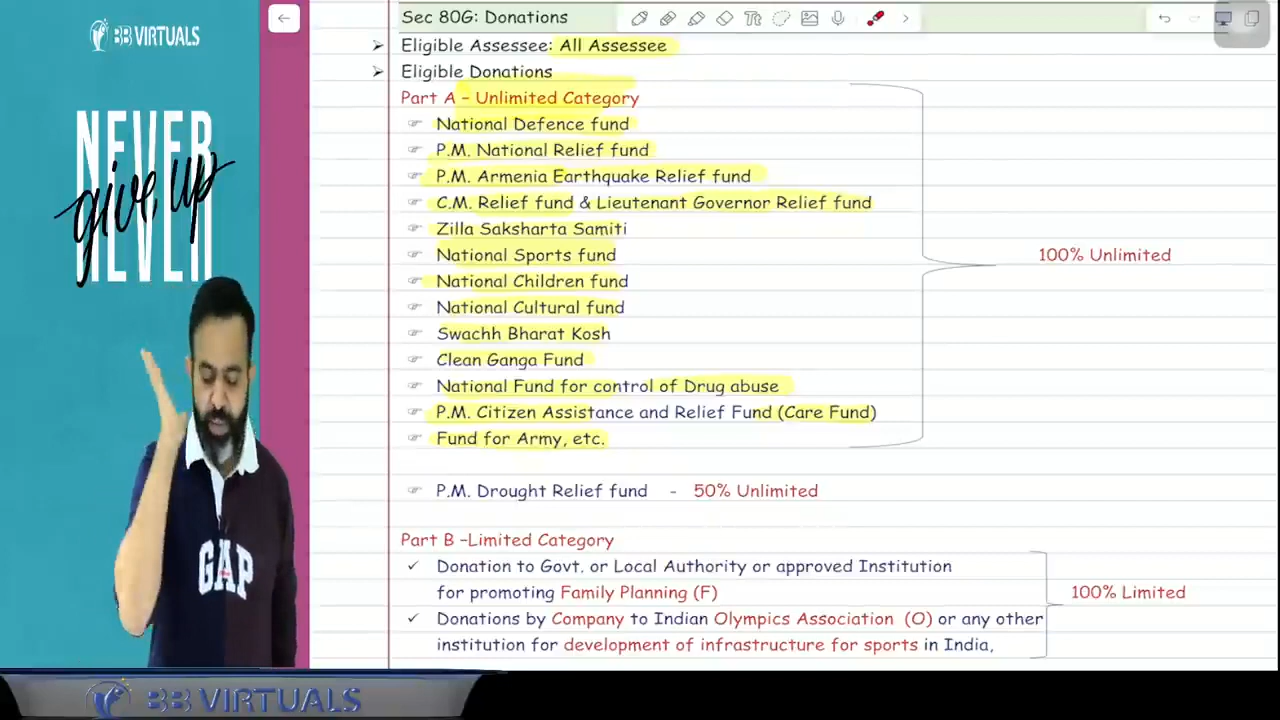 BB VIRTUALS
NEVER
give up
NEVER
GAP
Sec 80G: Donations
➤ Eligible Assessee: All Assessee
➤ Eligible Donations
Part A – Unlimited Category
☞ National Defence fund
☞ P.M. National Relief fund
☞ P.M. Armenia Earthquake Relief fund
☞ C.M. Relief fund & Lieutenant Governor Relief fund
☞ Zilla Saksharta Samiti
☞ National Sports fund
☞ National Children fund
☞ National Cultural fund
☞ Swachh Bharat Kosh
☞ Clean Ganga Fund
☞ National Fund for control of Drug abuse
☞ P.M. Citizen Assistance and Relief Fund (Care Fund)
☞ Fund for Army, etc.
100% Unlimited
☞ P.M. Drought Relief fund - 50% Unlimited
Part B –Limited Category
✓ Donation to Govt. or Local Authority or approved Institution
for promoting Family Planning (F)
✓ Donations by Company to Indian Olympics Association (O) or any other
institution for development of infrastructure for sports in India,
100% Limited
BB VIRTUALS